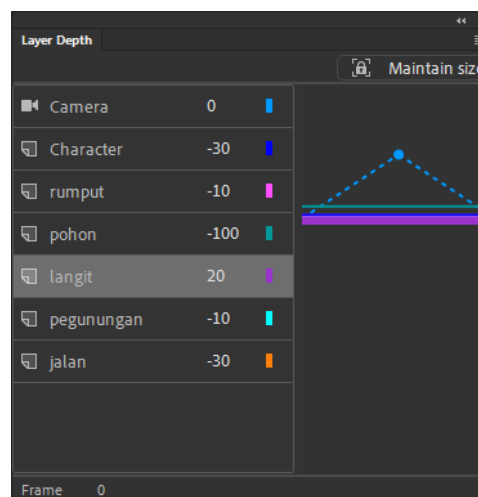 Layer Depth
Maintain size
Camera 0
Character -30
rumput -10
pohon -100
langit 20
pegunungan -10
jalan -30
Frame 0